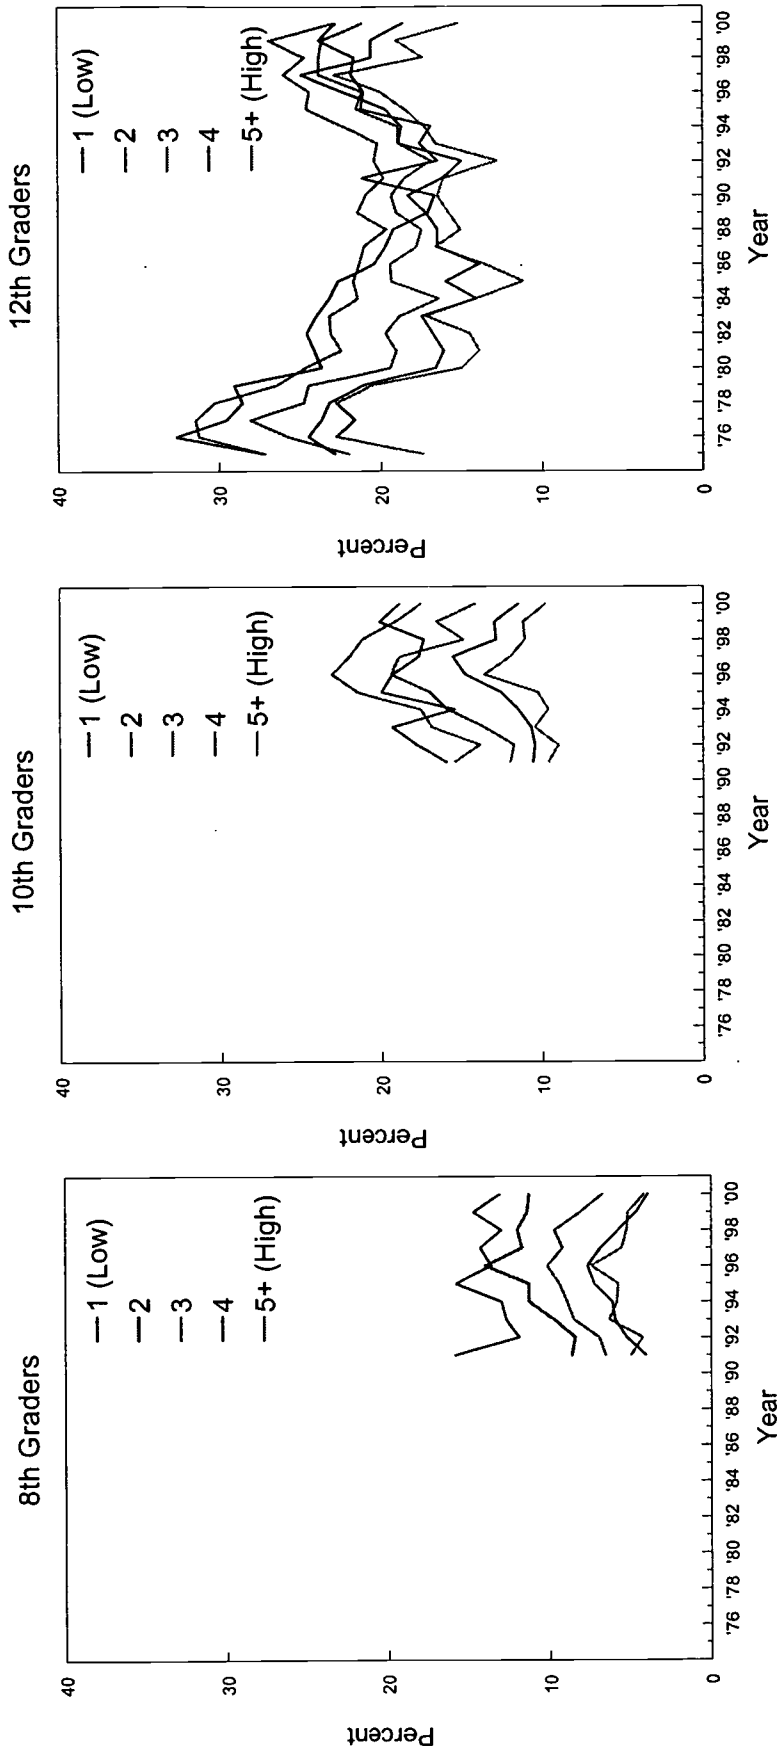 8th Graders
1 (Low)
2
3
4
5+ (High)
Percent
40
30
20
10
0
'76 '78 '80 '82 '84 '86 '88 '90 '92 '94 '96 '98 '00
Year
10th Graders
1 (Low)
2
3
4
5+ (High)
Percent
40
30
20
10
0
'76 '78 '80 '82 '84 '86 '88 '90 '92 '94 '96 '98 '00
Year
12th Graders
1 (Low)
2
3
4
5+ (High)
Percent
40
30
20
10
0
'76 '78 '80 '82 '84 '86 '88 '90 '92 '94 '96 '98 '00
Year